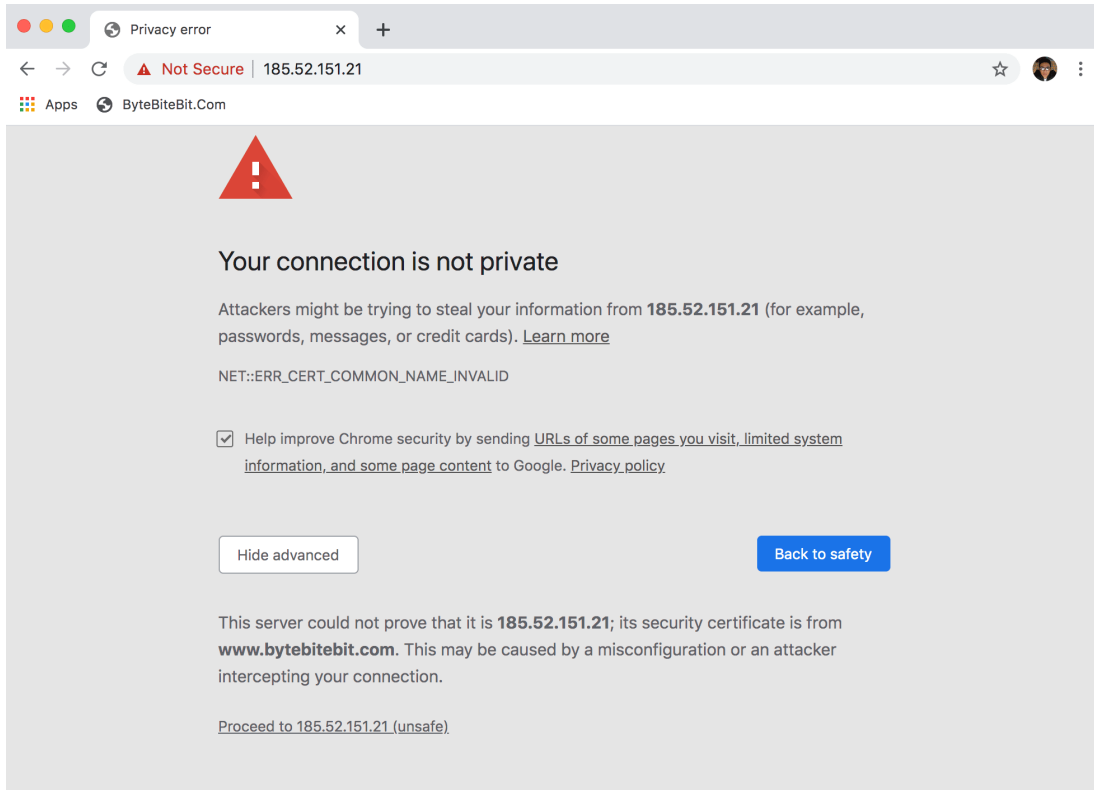 Privacy error
Not Secure 185.52.151.21
Apps ByteBiteBit.Com
Your connection is not private
Attackers might be trying to steal your information from 185.52.151.21 (for example,
passwords, messages, or credit cards). Learn more
NET::ERR_CERT_COMMON_NAME_INVALID
Help improve Chrome security by sending URLs of some pages you visit, limited system
information, and some page content to Google. Privacy policy
Hide advanced Back to safety
This server could not prove that it is 185.52.151.21; its security certificate is from
www.bytebitebit.com. This may be caused by a misconfiguration or an attacker
intercepting your connection.
Proceed to 185.52.151.21 (unsafe)